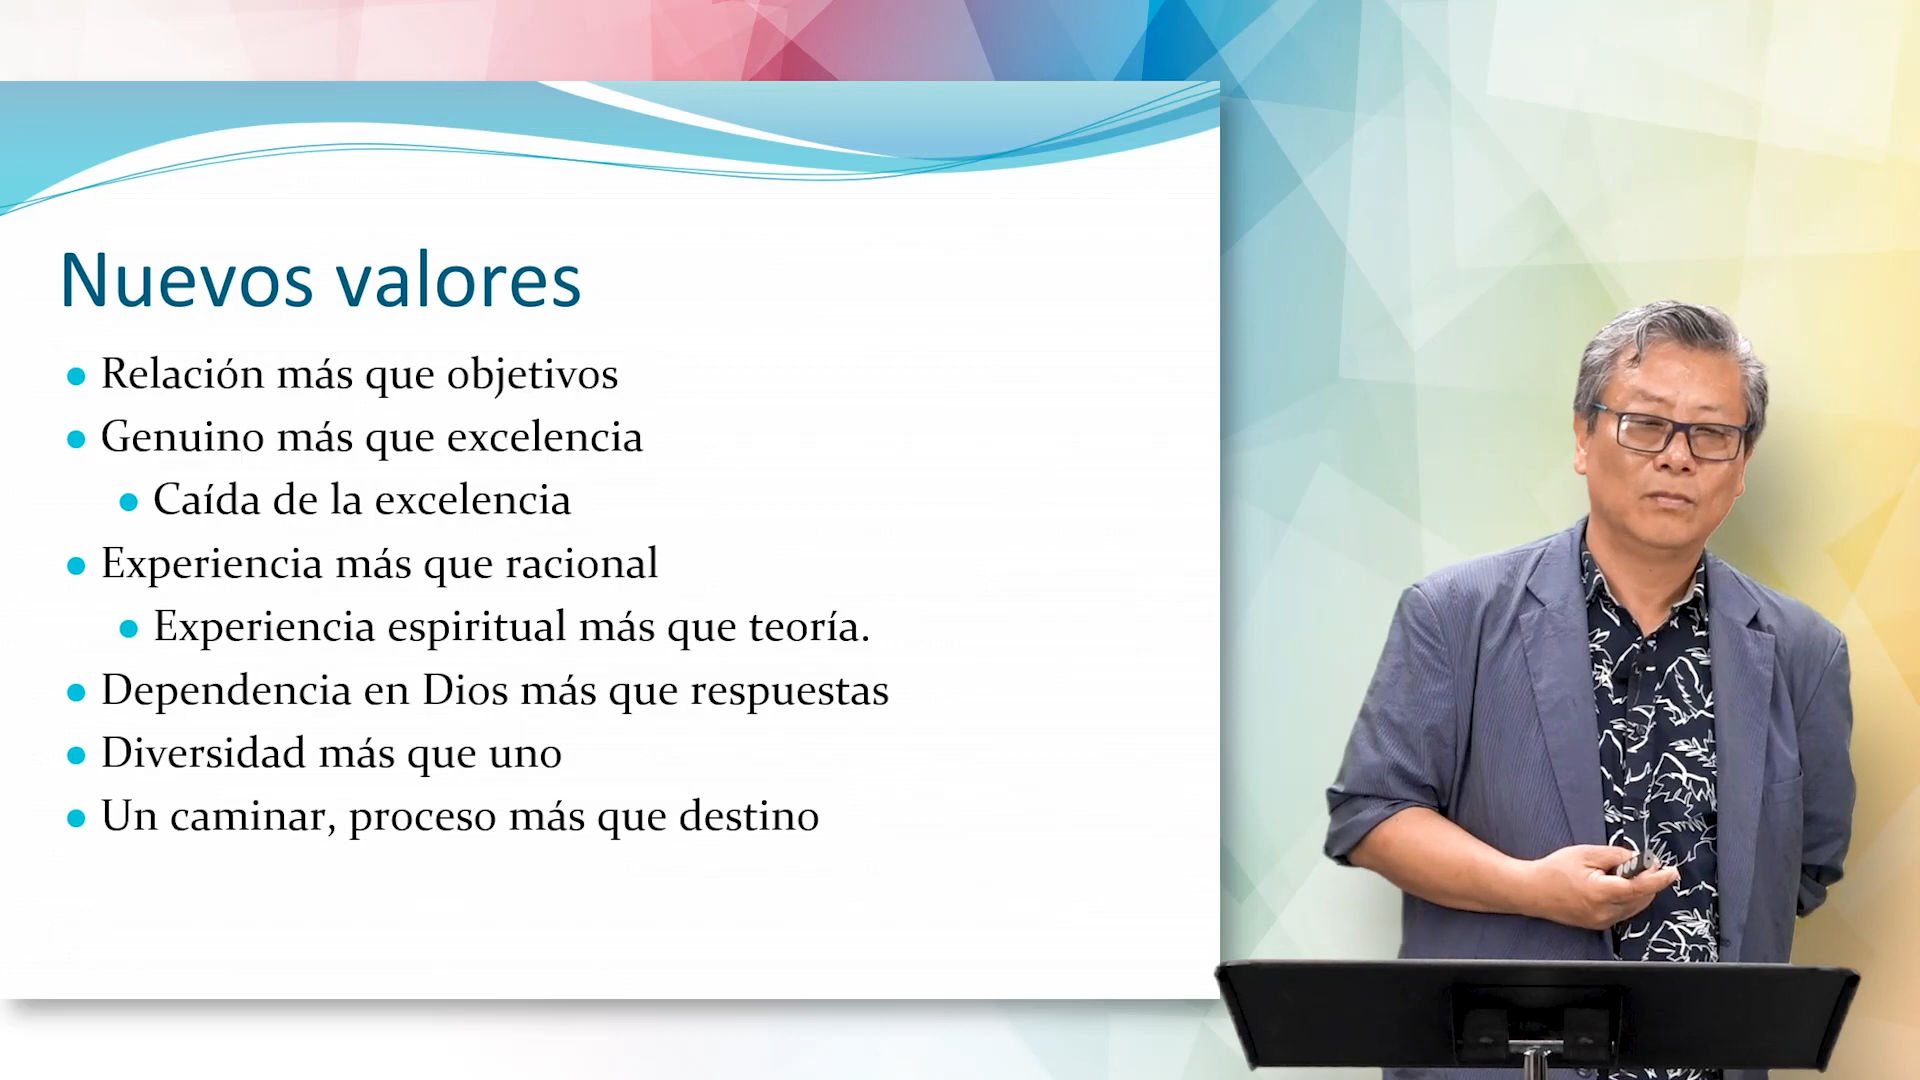 Nuevos valores
Relación más que objetivos
Genuino más que excelencia
Caída de la excelencia
Experiencia más que racional
Experiencia espiritual más que teoría.
Dependencia en Dios más que respuestas
Diversidad más que uno
Un caminar, proceso más que destino